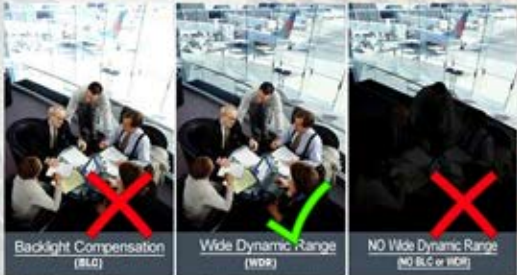 Backlight Compensation
(BLC)
Wide Dynamic Range
(WDR)
NO Wide Dynamic Range
(NO BLC or WDR)